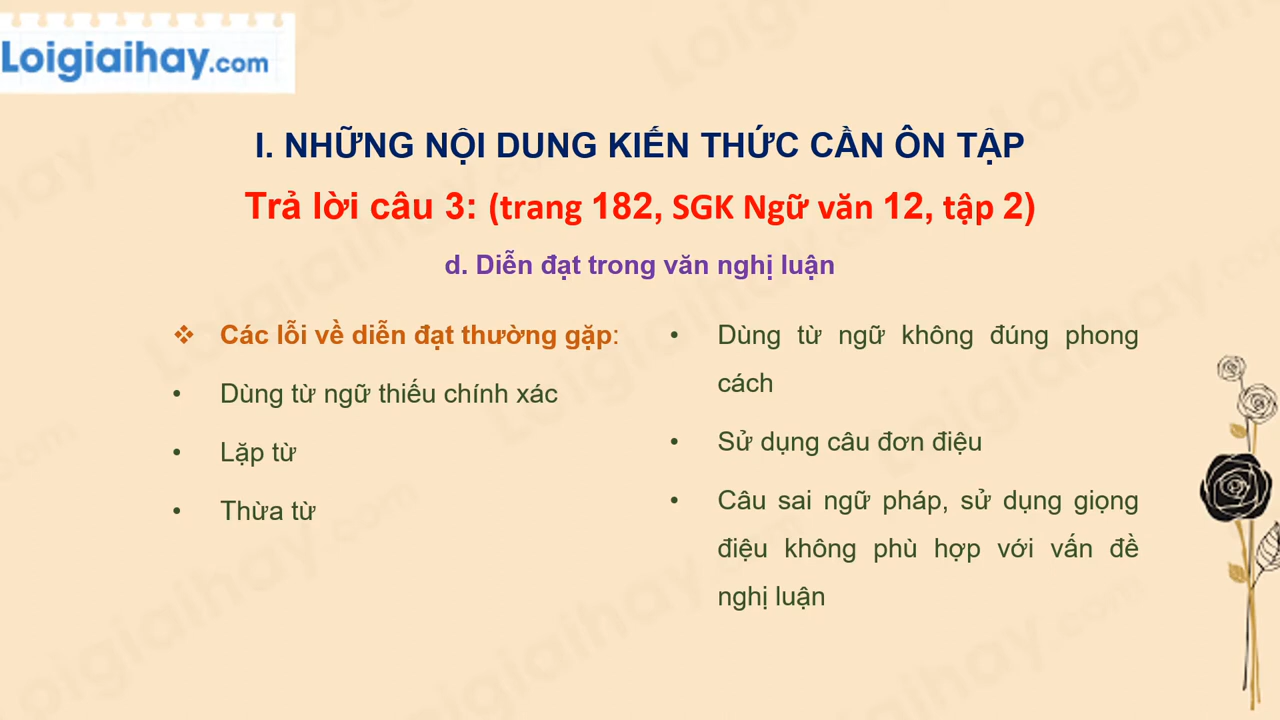 Loigiaihay.com
I. NHỮNG NỘI DUNG KIẾN THỨC CẦN ÔN TẬP
Trả lời câu 3: (trang 182, SGK Ngữ văn 12, tập 2)
d. Diễn đạt trong văn nghị luận
❖ Các lỗi về diễn đạt thường gặp:
• Dùng từ ngữ thiếu chính xác
• Lặp từ
• Thừa từ
• Dùng từ ngữ không đúng phong
cách
• Sử dụng câu đơn điệu
• Câu sai ngữ pháp, sử dụng giọng
điệu không phù hợp với vấn đề
nghị luận